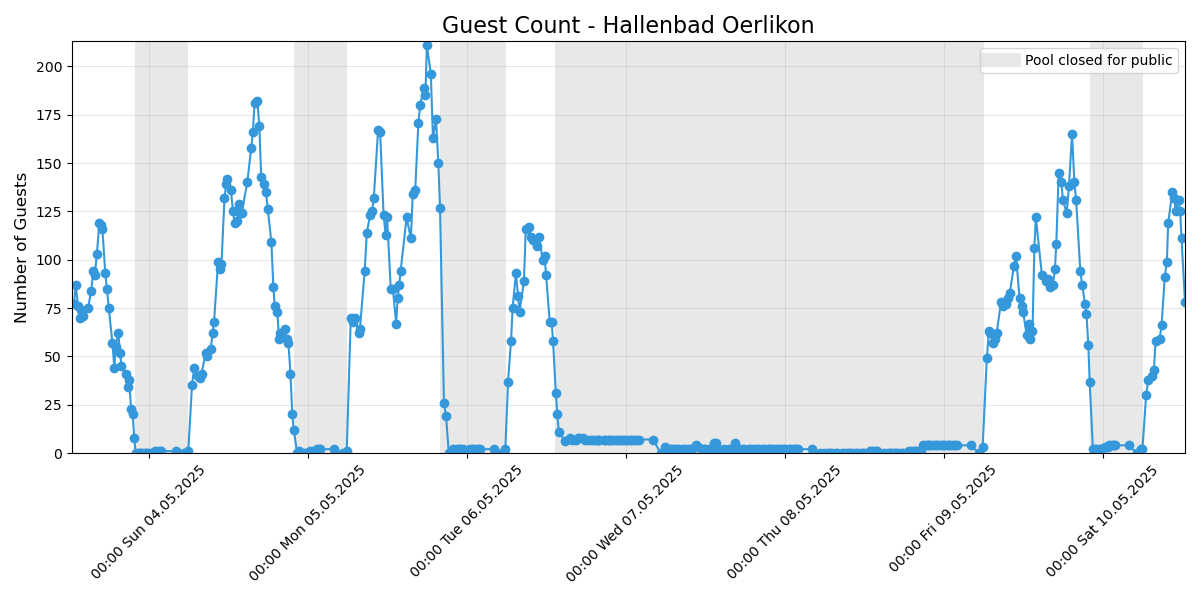 Guest Count - Hallenbad Oerlikon
Pool closed for public
Number of Guests
200
175
150
125
100
75
50
25
0
00:00 Sun 04.05.2025
00:00 Mon 05.05.2025
00:00 Tue 06.05.2025
00:00 Wed 07.05.2025
00:00 Thu 08.05.2025
00:00 Fri 09.05.2025
00:00 Sat 10.05.2025